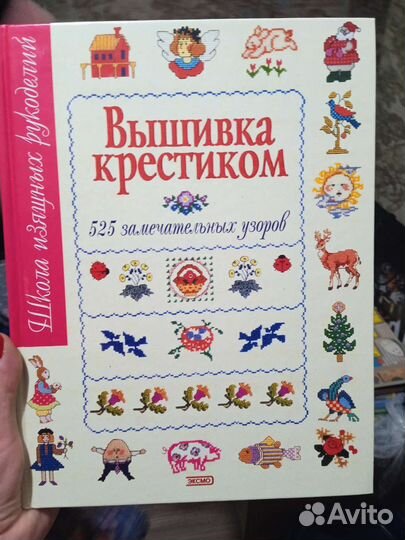 Школа изящных рукоделий
Вышивка
крестиком
525 замечательных узоров
ЭКСМО
Avito